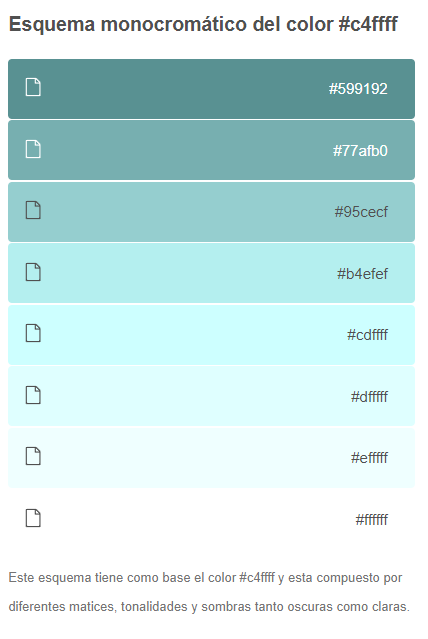 Esquema monocromático del color #c4ffff
#599192
#77afb0
#95cecf
#b4efef
#cdffff
#dfffff
#efffff
#ffffff
Este esquema tiene como base el color #c4ffff y esta compuesto por
diferentes matices, tonalidades y sombras tanto oscuras como claras.